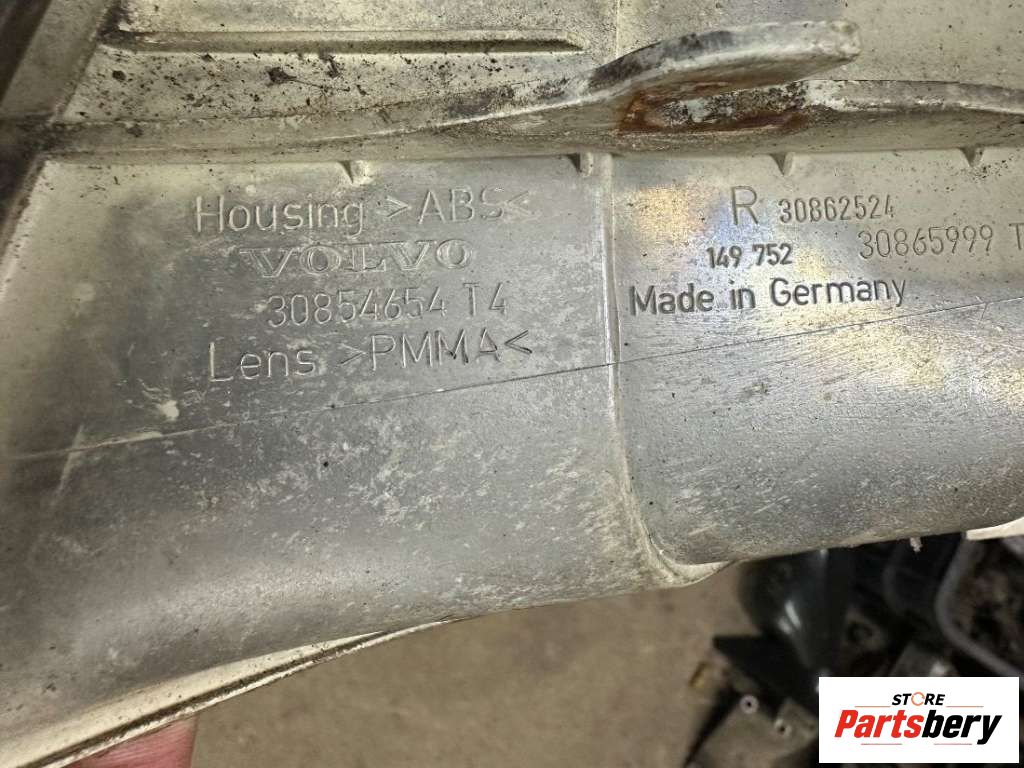 Housing >ABS<
VOLVO
30854654 T4
Lens >PMMA<
R 30862524
149 752
30865999 T
Made in Germany
STORE
Partsbery